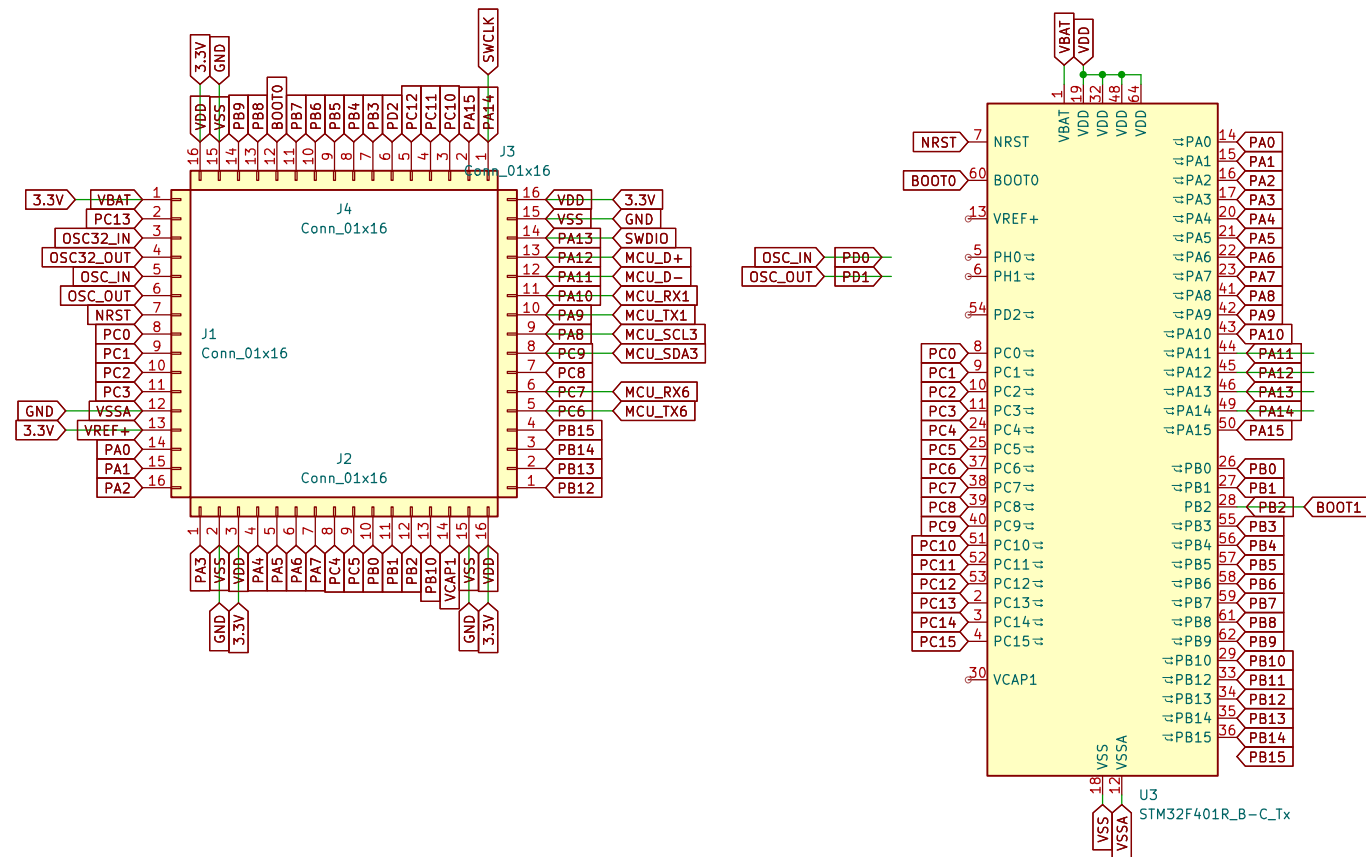 3.3V
GND
SWCLK
VDD
VSS
PB9
PB8
BOOT0
PB7
PB6
PB5
PB4
PB3
PD2
PC12
PC11
PC10
PA15
PA14
16
15
14
13
12
11
10
9
8
7
6
5
4
3
2
1
J3
Conn_01x16
3.3V
VBAT
1
PC13
2
OSC32_IN
3
OSC32_OUT
4
OSC_IN
5
OSC_OUT
6
NRST
7
PC0
8
PC1
9
PC2
10
PC3
11
GND
VSSA
12
3.3V
VREF+
13
PA0
14
PA1
15
PA2
16
J4
Conn_01x16
J1
Conn_01x16
J2
Conn_01x16
16
VDD
3.3V
15
VSS
GND
14
PA13
SWDIO
13
PA12
MCU_D+
12
PA11
MCU_D-
11
PA10
MCU_RX1
10
PA9
MCU_TX1
9
PA8
MCU_SCL3
8
PC9
MCU_SDA3
7
PC8
6
PC7
MCU_RX6
5
PC6
MCU_TX6
4
PB15
3
PB14
2
PB13
1
PB12
1
2
3
4
5
6
7
8
9
10
11
12
13
14
15
16
PA3
VSS
VDD
PA4
PA5
PA6
PA7
PC4
PC5
PB0
PB1
PB2
PB10
VCAP1
VSS
VDD
GND
3.3V
GND
3.3V
OSC_IN
PD0
OSC_OUT
PD1
VBAT
VDD
1
19
32
48
64
VBAT
VDD
VDD
VDD
VDD
NRST
7
NRST
BOOT0
60
BOOT0
13
VREF+
5
PH0
6
PH1
54
PD2
PC0
8
PC0
PC1
9
PC1
PC2
10
PC2
PC3
11
PC3
PC4
24
PC4
PC5
25
PC5
PC6
37
PC6
PC7
38
PC7
PC8
39
PC8
PC9
40
PC9
PC10
51
PC10
PC11
52
PC11
PC12
53
PC12
PC13
2
PC13
PC14
3
PC14
PC15
4
PC15
30
VCAP1
PA0
14
PA0
PA1
15
PA1
PA2
16
PA2
PA3
17
PA3
PA4
20
PA4
PA5
21
PA5
PA6
22
PA6
PA7
23
PA7
PA8
41
PA8
PA9
42
PA9
PA10
43
PA10
PA11
44
PA11
PA12
45
PA12
PA13
46
PA13
PA14
49
PA14
PA15
50
PA15
PB0
26
PB0
PB1
27
PB1
PB2
28
PB2
BOOT1
PB3
55
PB3
PB4
56
PB4
PB5
57
PB5
PB6
58
PB6
PB7
59
PB7
PB8
61
PB8
PB9
62
PB9
PB10
29
PB10
PB12
33
PB11
PB13
34
PB12
PB14
35
PB13
PB15
36
PB14
PB15
VSS
VSSA
18
12
VSS
VSSA
U3
STM32F401R_B-C_Tx